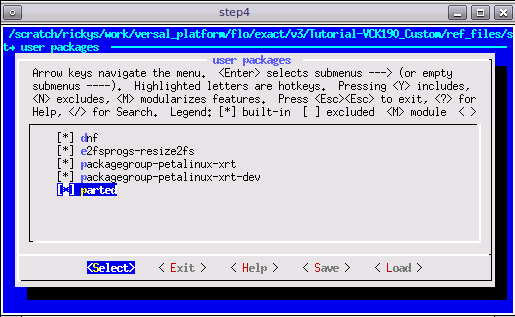 step4
/scratch/rickys/work/versal_platform/flo/exact/v3/Tutorial-VCK190_Custom/ref_files/s
t→ user packages
user packages
Arrow keys navigate the menu. <Enter> selects submenus ---> (or empty
submenus ----). Highlighted letters are hotkeys. Pressing <Y> includes,
<N> excludes, <M> modularizes features. Press <Esc><Esc> to exit, <?> for
Help, </> for Search. Legend: [*] built-in [ ] excluded <M> module < >
[*] dnf
[*] e2fsprogs-resize2fs
[*] packagegroup-petalinux-xrt
[*] packagegroup-petalinux-xrt-dev
[*] parted
<Select> < Exit > < Help > < Save > < Load >